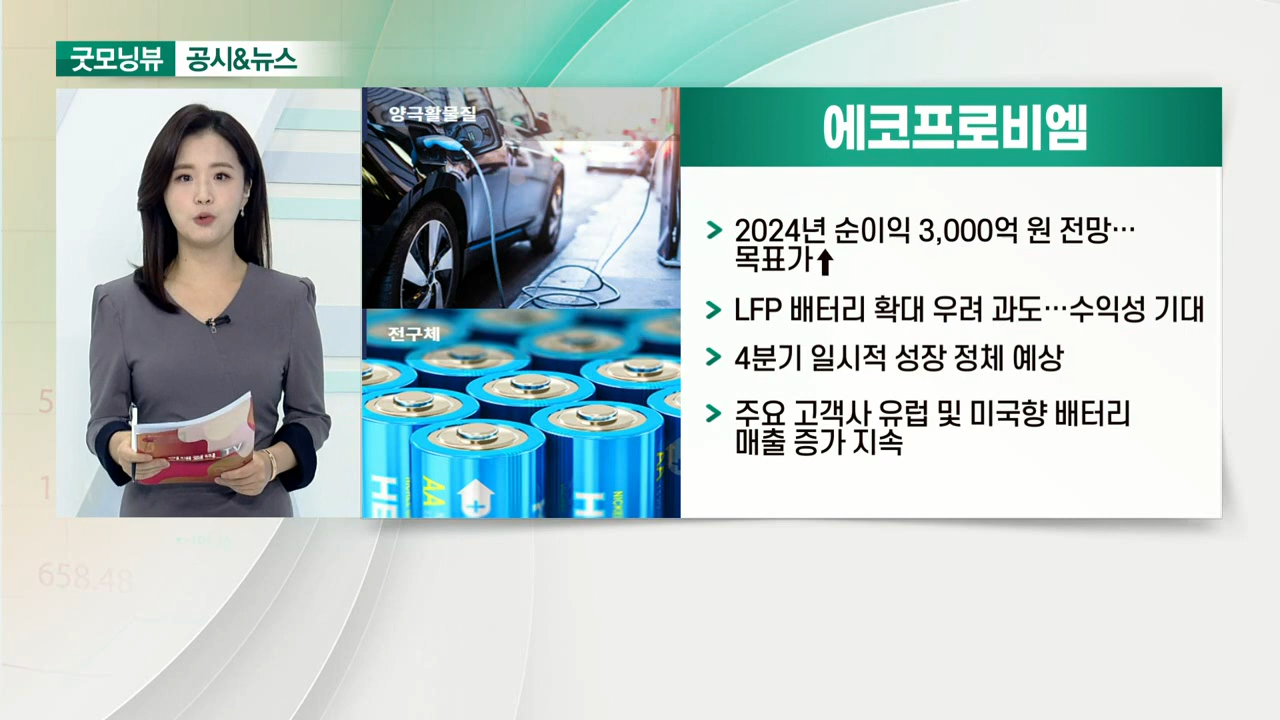 굿모닝뷰 공시&뉴스
양극활물질
에코프로비엠
2024년 순이익 3,000억 원 전망…
목표가⬆
LFP 배터리 확대 우려 과도…수익성 기대
4분기 일시적 성장 정체 예상
주요 고객사 유럽 및 미국향 배터리
매출 증가 지속
전구체
AA
HE
H
NICKE
TV
658.48